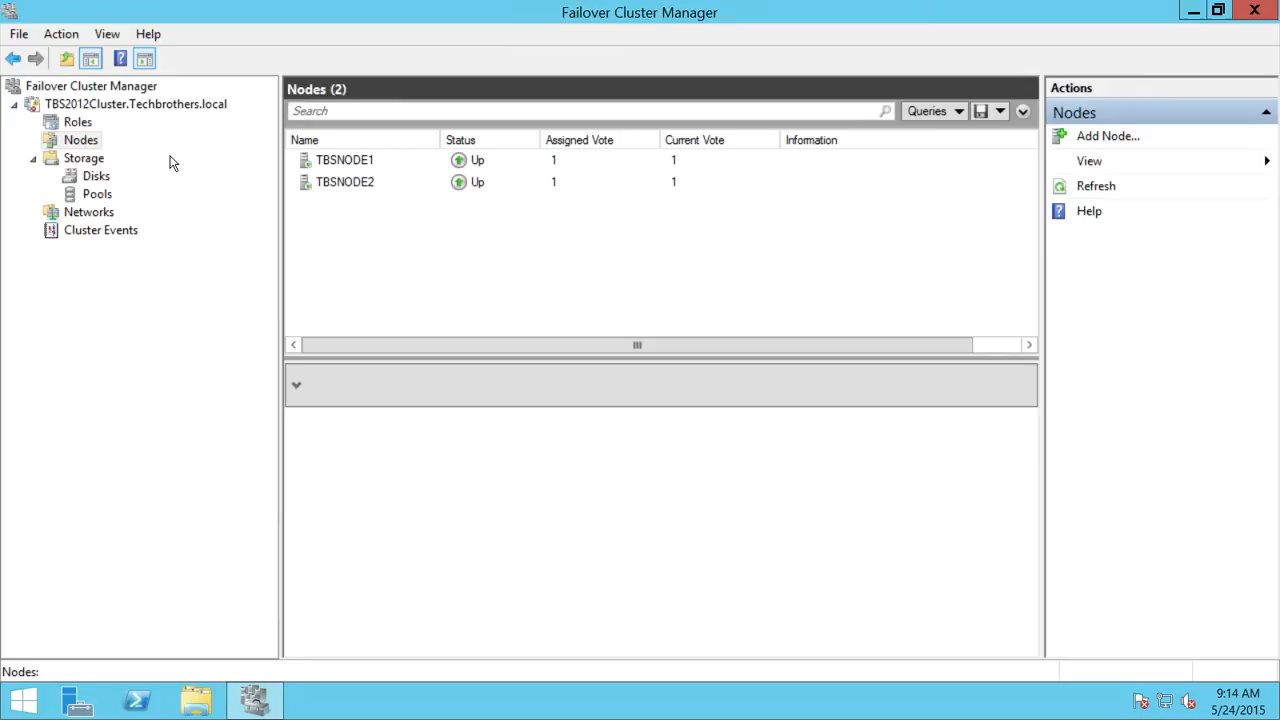 Failover Cluster Manager
File Action View Help
Failover Cluster Manager
TBS2012Cluster.Techbrothers.local
Roles
Nodes
Storage
Disks
Pools
Networks
Cluster Events
Nodes (2)
Search
Queries
Name Status Assigned Vote Current Vote Information
TBSNODE1 Up 1 1
TBSNODE2 Up 1 1
Actions
Nodes
Add Node...
View
Refresh
Help
Nodes:
9:14 AM
5/24/2015